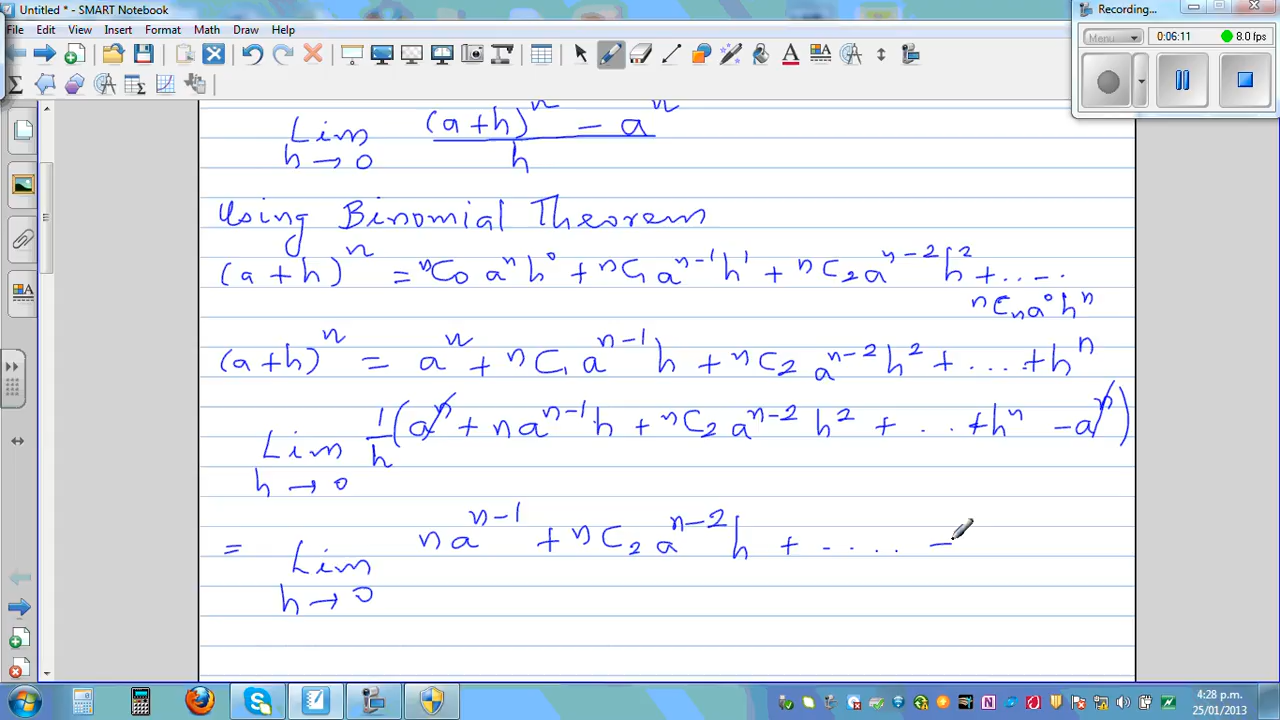 Untitled * - SMART Notebook
Recording...
File Edit View Insert Format Math Draw Help
Menu
0:06:11
8.0 fps
Lim h→0 ((a+h)^n - a^n)/h
Using Binomial Theorem
(a+h)^n = ⁿC₀ a^n h^0 + ⁿC₁ a^(n-1) h^1 + ⁿC₂ a^(n-2) h^2 + .....
ⁿCₙ a^0 h^n
(a+h)^n = a^n + ⁿC₁ a^(n-1) h + ⁿC₂ a^(n-2) h^2 + ... + h^n
Lim h→0 1/h (a^n + n a^(n-1) h + ⁿC₂ a^(n-2) h^2 + ... + h^n - a^n)
= Lim h→0 n a^(n-1) + ⁿC₂ a^(n-2) h + ..... -
4:28 p.m.
25/01/2013